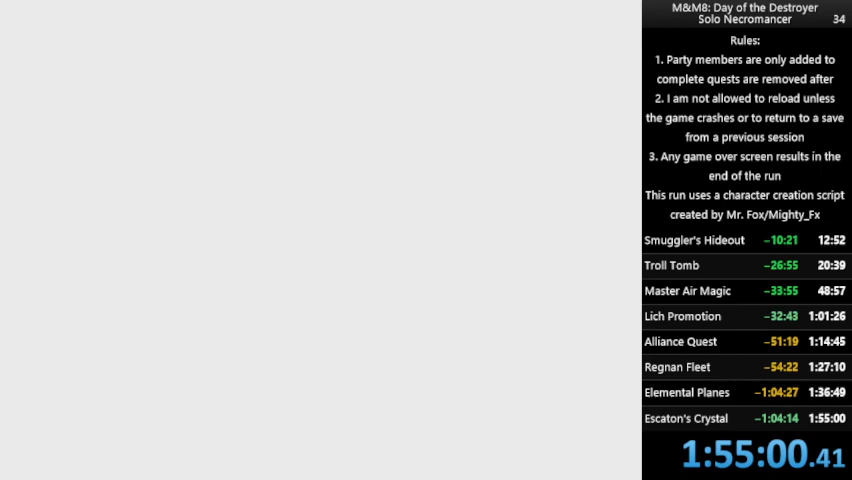 M&M8: Day of the Destroyer
Solo Necromancer 34
Rules:
1. Party members are only added to
complete quests are removed after
2. I am not allowed to reload unless
the game crashes or to return to a save
from a previous session
3. Any game over screen results in the
end of the run
This run uses a character creation script
created by Mr. Fox/Mighty_Fx
Smuggler's Hideout −10:21 12:52
Troll Tomb −26:55 20:39
Master Air Magic −33:55 48:57
Lich Promotion −32:43 1:01:26
Alliance Quest −51:19 1:14:45
Regnan Fleet −54:22 1:27:10
Elemental Planes −1:04:27 1:36:49
Escaton's Crystal −1:04:14 1:55:00
1:55:00.41